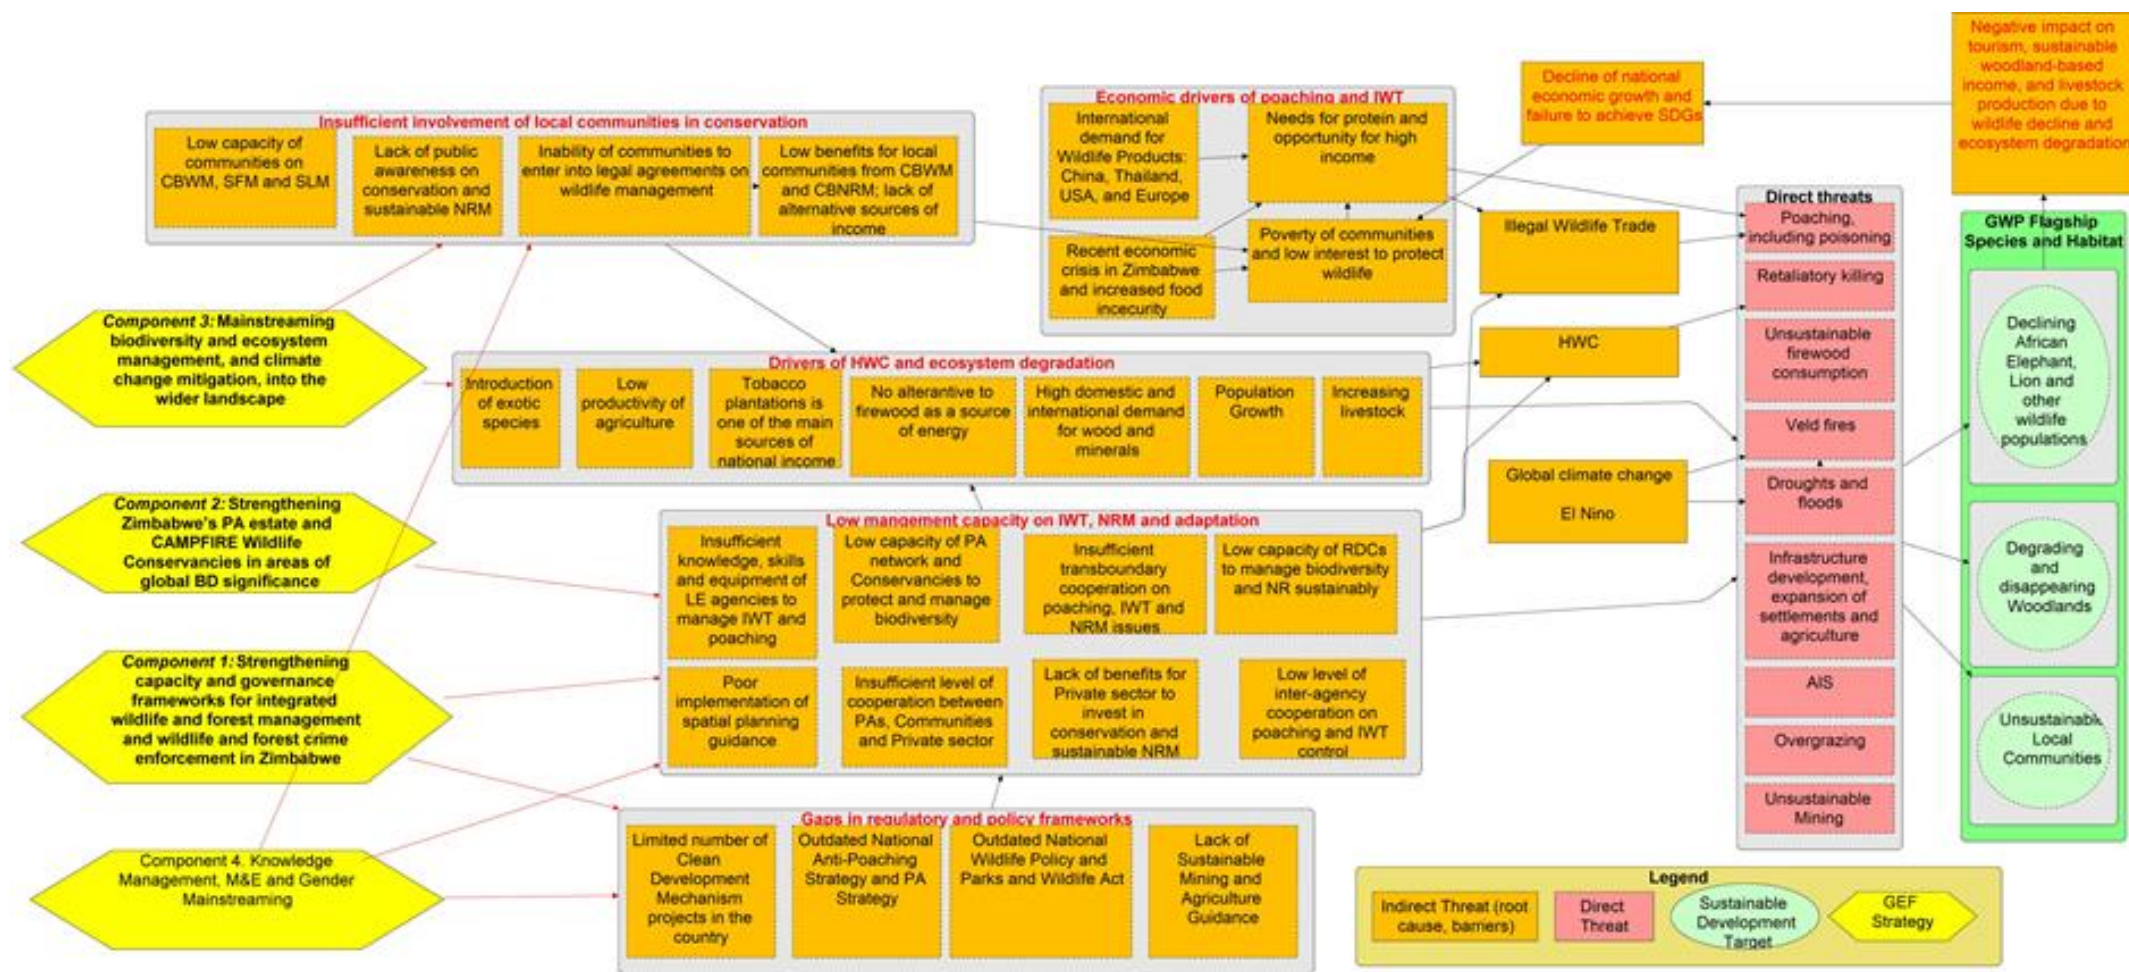 Insufficient involvement of local communities in conservation
Low capacity of
communities on
CBWM, SFM and SLM
Lack of public
awareness on
conservation and
sustainable NRM
Inability of communities to
enter into legal agreements on
wildlife management
Low benefits for local
communities from CBWM
and CBNRM; lack of
alternative sources of
income
Economic drivers of poaching and IWT
International
demand for
Wildlife Products:
China, Thailand,
USA, and Europe
Needs for protein and
opportunity for high
income
Recent economic
crisis in Zimbabwe
and increased food
incecurity
Poverty of communities
and low interest to protect
wildlife
Decline of national
economic growth and
failure to achieve SDGs
Negative impact on
tourism, sustainable
woodland-based
income, and livestock
production due to
wildlife decline and
ecosystem degradation
Illegal Wildlife Trade
HWC
Global climate change
El Nino
Direct threats
Poaching,
including poisoning
Retaliatory killing
Unsustainable
firewood
consumption
Veld fires
Droughts and
floods
Infrastructure
development,
expansion of
settlements and
agriculture
AIS
Overgrazing
Unsustainable
Mining
GWP Flagship
Species and Habitat
Declining
African
Elephant,
Lion and
other
wildlife
populations
Degrading
and
disappearing
Woodlands
Unsustainable
Local
Communities
Component 3: Mainstreaming
biodiversity and ecosystem
management, and climate
change mitigation, into the
wider landscape
Drivers of HWC and ecosystem degradation
Introduction
of exotic
species
Low
productivity of
agriculture
Tobacco
plantations is
one of the main
sources of
national income
No alterantive to
firewood as a source
of energy
High domestic and
international demand
for wood and
minerals
Population
Growth
Increasing
livestock
Component 2: Strengthening
Zimbabwe's PA estate and
CAMPFIRE Wildlife
Conservancies in areas of
global BD significance
Low mangement capacity on IWT, NRM and adaptation
Insufficient
knowledge, skills
and equipment of
LE agencies to
manage IWT and
poaching
Low capacity of PA
network and
Conservancies to
protect and manage
biodiversity
Insufficient
transboundary
cooperation on
poaching, IWT and
NRM issues
Low capacity of RDCs
to manage biodiversity
and NR sustainably
Poor
implementation of
spatial planning
guidance
Insufficient level of
cooperation between
PAs, Communities
and Private sector
Lack of benefits for
Private sector to
invest in
conservation and
sustainable NRM
Low level of
inter-agency
cooperation on
poaching and IWT
control
Component 1: Strengthening
capacity and governance
frameworks for integrated
wildlife and forest management
and wildlife and forest crime
enforcement in Zimbabwe
Gaps in regulatory and policy frameworks
Limited number of
Clean
Development
Mechanism
projects in the
country
Outdated National
Anti-Poaching
Strategy and PA
Strategy
Outdated National
Wildlife Policy and
Parks and Wildlife Act
Lack of
Sustainable
Mining and
Agriculture
Guidance
Component 4. Knowledge
Management, M&E and Gender
Mainstreaming
Legend
Indirect Threat (root
cause, barriers)
Direct
Threat
Sustainable
Development
Target
GEF
Strategy